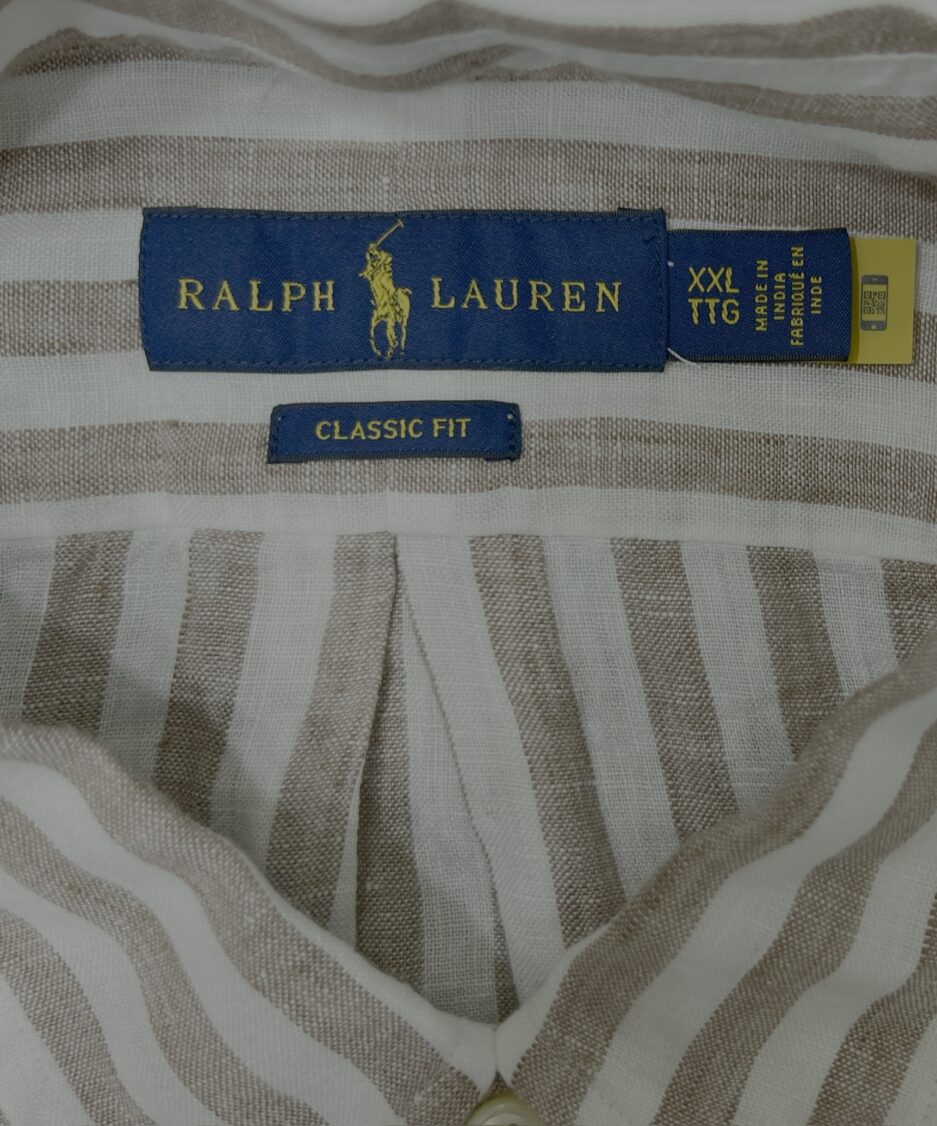 RALPH LAUREN
XXL
TTG
MADE IN
INDIA
FABRIQUÉ EN
INDE
CLASSIC FIT